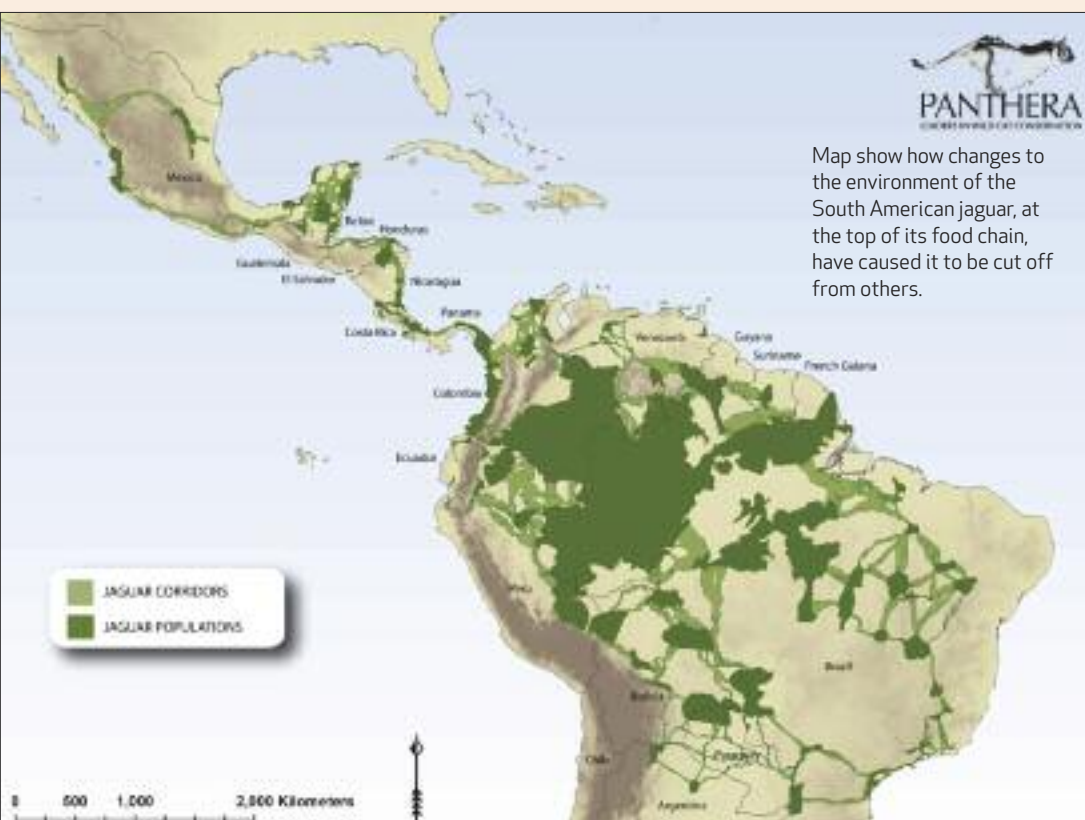 PANTHERA
Map show how changes to
the environment of the
South American jaguar, at
the top of its food chain,
have caused it to be cut off
from others.
Mexico
Belize
Honduras
Guatemala
El Salvador
Nicaragua
Panama
Costa Rica
Venezuela
Guyana
Suriname
French Guiana
Colombia
Ecuador
Peru
Brazil
Bolivia
Paraguay
Chile
Argentina
JAGUAR CORRIDORS
JAGUAR POPULATIONS
0 500 1,000 2,000 Kilometers